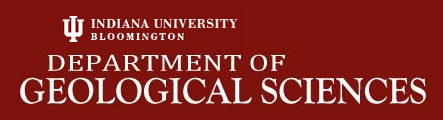 INDIANA UNIVERSITY
BLOOMINGTON
DEPARTMENT OF
GEOLOGICAL SCIENCES